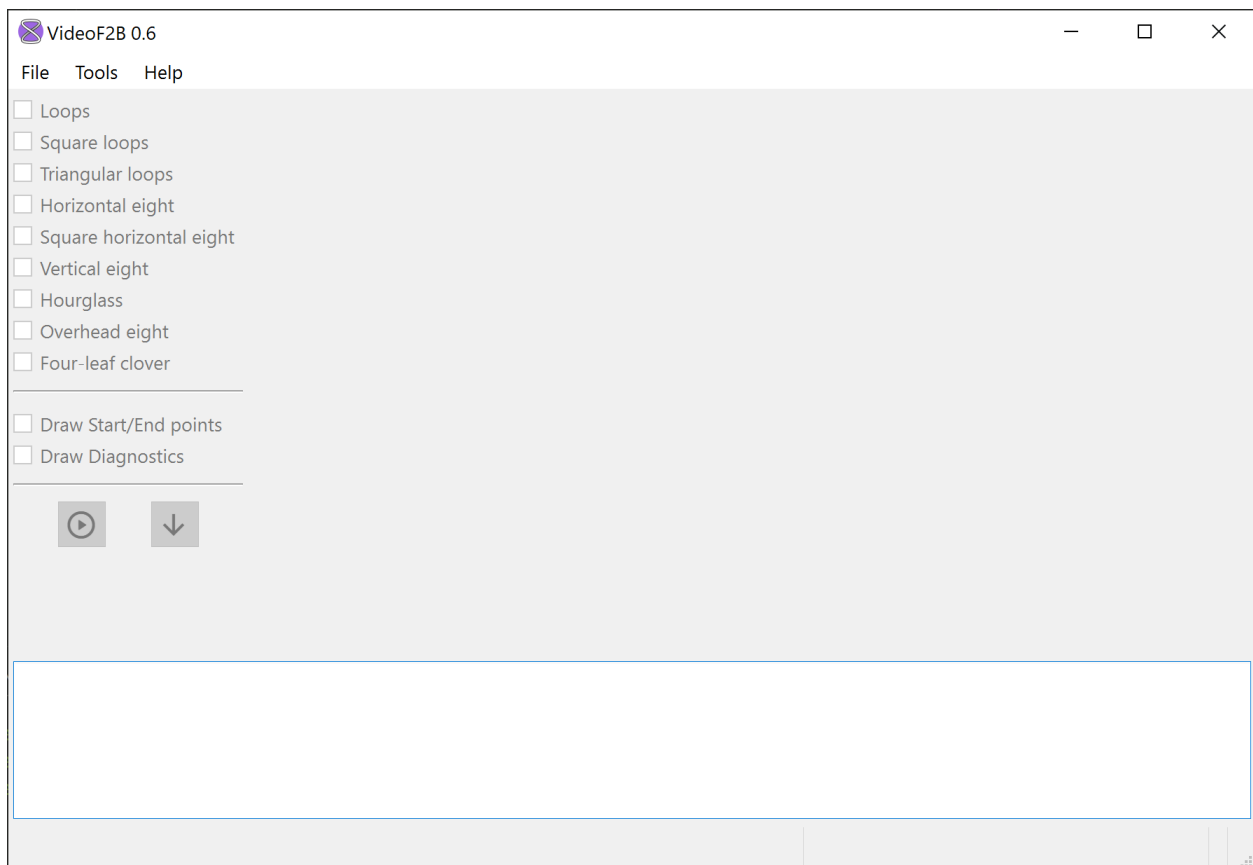 VideoF2B 0.6
File Tools Help
Loops
Square loops
Triangular loops
Horizontal eight
Square horizontal eight
Vertical eight
Hourglass
Overhead eight
Four-leaf clover
Draw Start/End points
Draw Diagnostics